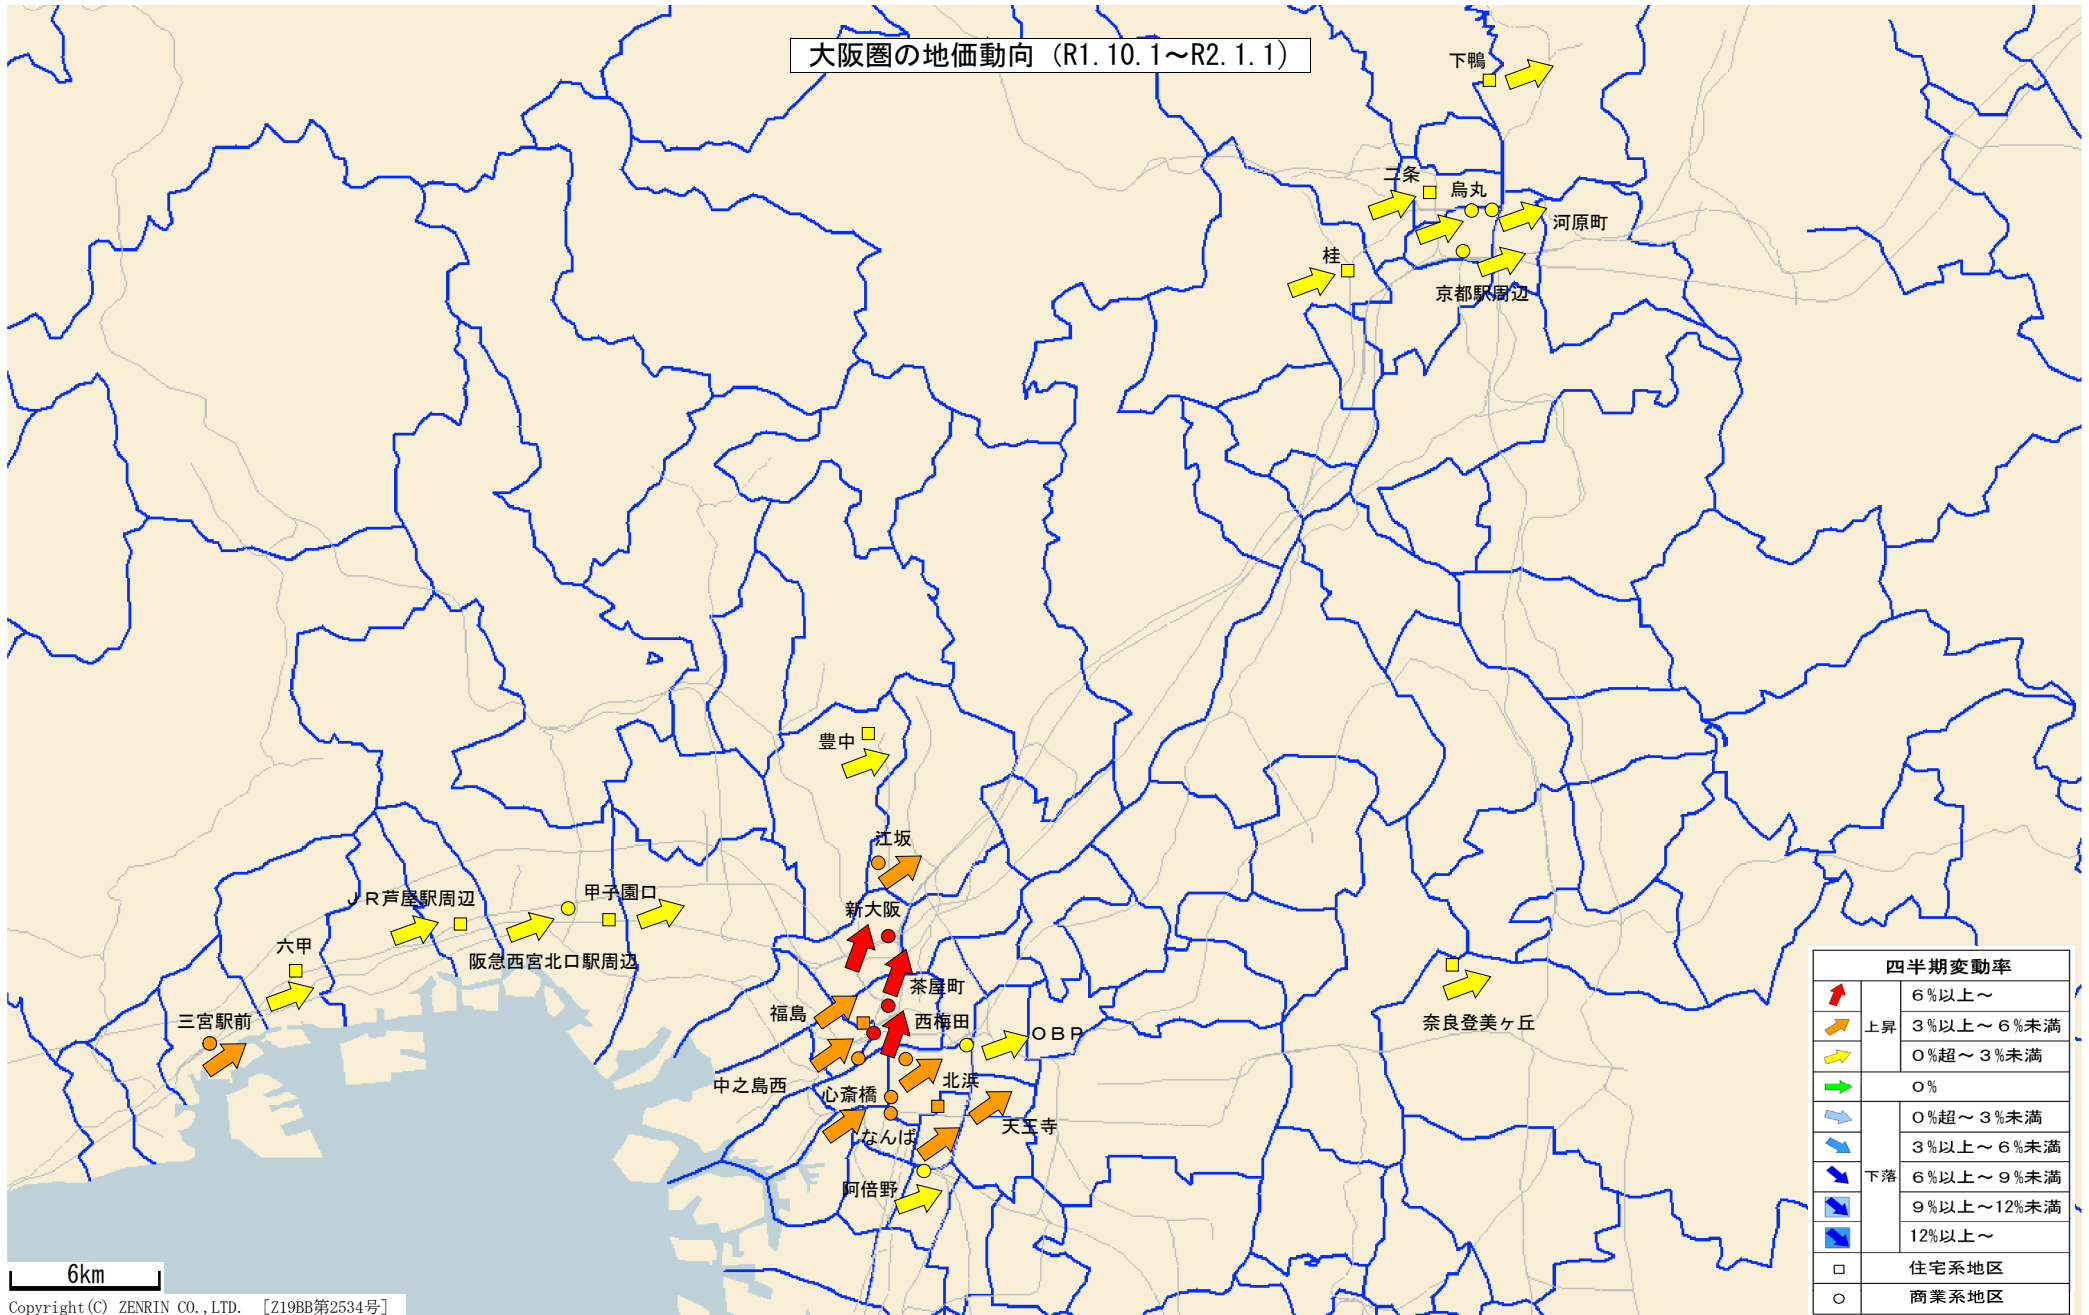 大阪圏の地価動向（R1.10.1～R2.1.1）
下鴨
二条
烏丸
河原町
桂
京都駅周辺
豊中
江坂
新大阪
甲子園口
ＪＲ芦屋駅周辺
阪急西宮北口駅周辺
六甲
三宮駅前
茶屋町
福島
西梅田
ＯＢＰ
中之島西
北浜
心斎橋
なんば
天王寺
阿倍野
奈良登美ヶ丘
四半期変動率
上昇
６%以上～
３%以上～６%未満
０%超～３%未満
０%
下落
０%超～３%未満
３%以上～６%未満
６%以上～９%未満
９%以上～12%未満
12%以上～
住宅系地区
商業系地区
6km
Copyright(C) ZENRIN CO.,LTD. ［Z19BB第2534号］